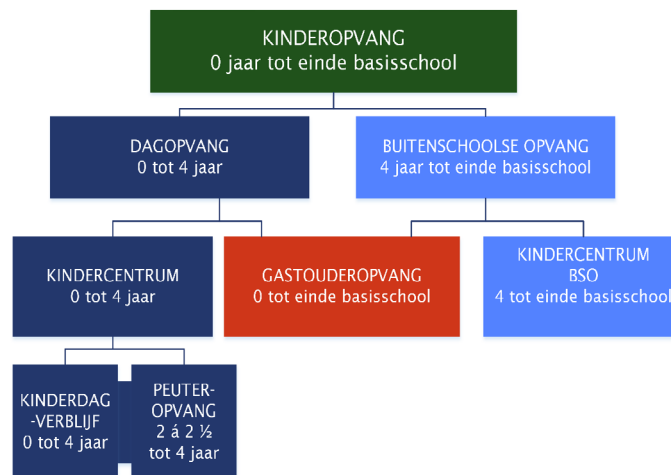 KINDEROPVANG
0 jaar tot einde basisschool
DAGOPVANG
0 tot 4 jaar
BUITENSCHOOLSE OPVANG
4 jaar tot einde basisschool
KINDERCENTRUM
0 tot 4 jaar
GASTOUDEROPVANG
0 tot einde basisschool
KINDERCENTRUM
BSO
4 tot einde basisschool
KINDERDAG
-VERBLIJF
0 tot 4 jaar
PEUTER-
OPVANG
2 á 2 ½
tot 4 jaar